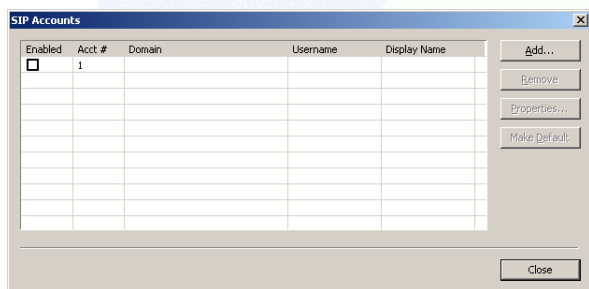 SIP Accounts
Enabled Acct # Domain Username Display Name
1
Add...
Remove
Properties...
Make Default
Close